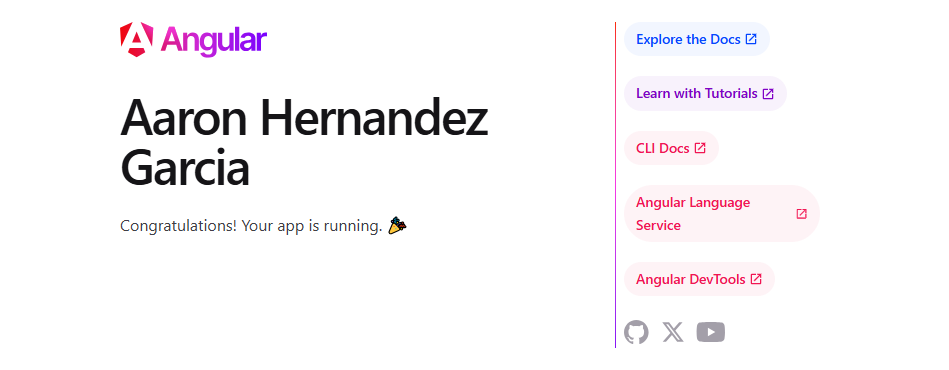 Angular
Aaron Hernandez
Garcia
Congratulations! Your app is running. 🎉
Explore the Docs
Learn with Tutorials
CLI Docs
Angular Language
Service
Angular DevTools